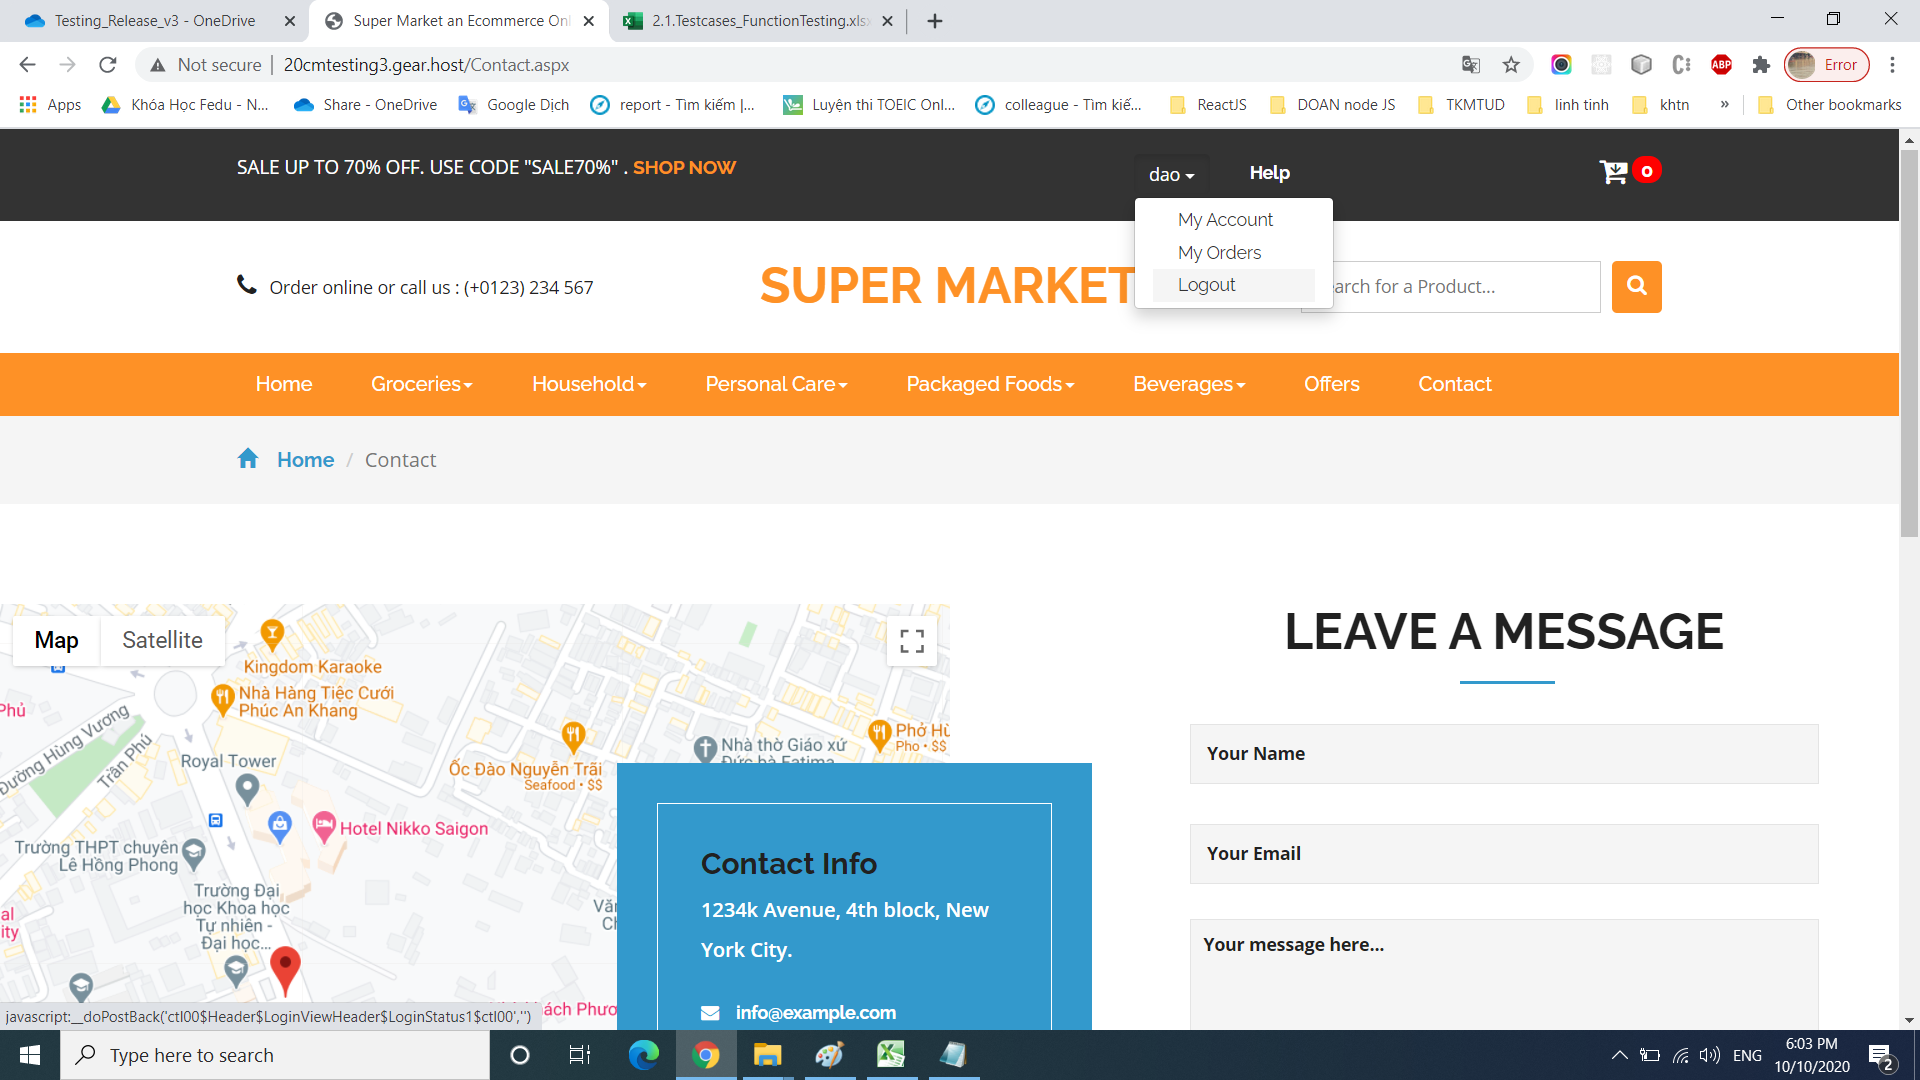 Testing_Release_v3 - OneDrive
Super Market an Ecommerce Onl
2.1.Testcases_FunctionTesting.xlsx
Not secure
20cmtesting3.gear.host/Contact.aspx
Error
Apps
Khóa Học Fedu - N...
Share - OneDrive
Google Dịch
report - Tìm kiếm |...
Luyện thi TOEIC Onl...
colleague - Tìm kiế...
ReactJS
DOAN node JS
TKMTUD
linh tinh
khtn
»
Other bookmarks
SALE UP TO 70% OFF. USE CODE "SALE70%" . SHOP NOW
dao
Help
0
My Account
My Orders
Logout
Order online or call us : (+0123) 234 567
SUPER MARKET
earch for a Product...
Home
Groceries
Household
Personal Care
Packaged Foods
Beverages
Offers
Contact
Home / Contact
Map
Satellite
Kingdom Karaoke
Nhà Hàng Tiệc Cưới
Phúc An Khang
Phủ
Đường Hùng Vương
Trần Phú
Royal Tower
Ốc Đào Nguyễn Trãi
Seafood • $$
Nhà thờ Giáo xứ
Đức bà Fatima
Phở Hù
Pho • $$
Hotel Nikko Saigon
Trường THPT chuyên
Lê Hồng Phong
Trường Đại
học Khoa học
Tự nhiên -
Đại học...
al
ity
Văn
Ch
ách Phươ
LEAVE A MESSAGE
Your Name
Your Email
Your message here...
Contact Info
1234k Avenue, 4th block, New
York City.
info@example.com
javascript:__doPostBack('ctl00$Header$LoginViewHeader$LoginStatus1$ctl00','')
Type here to search
ABP
ENG
6:03 PM
10/10/2020
2